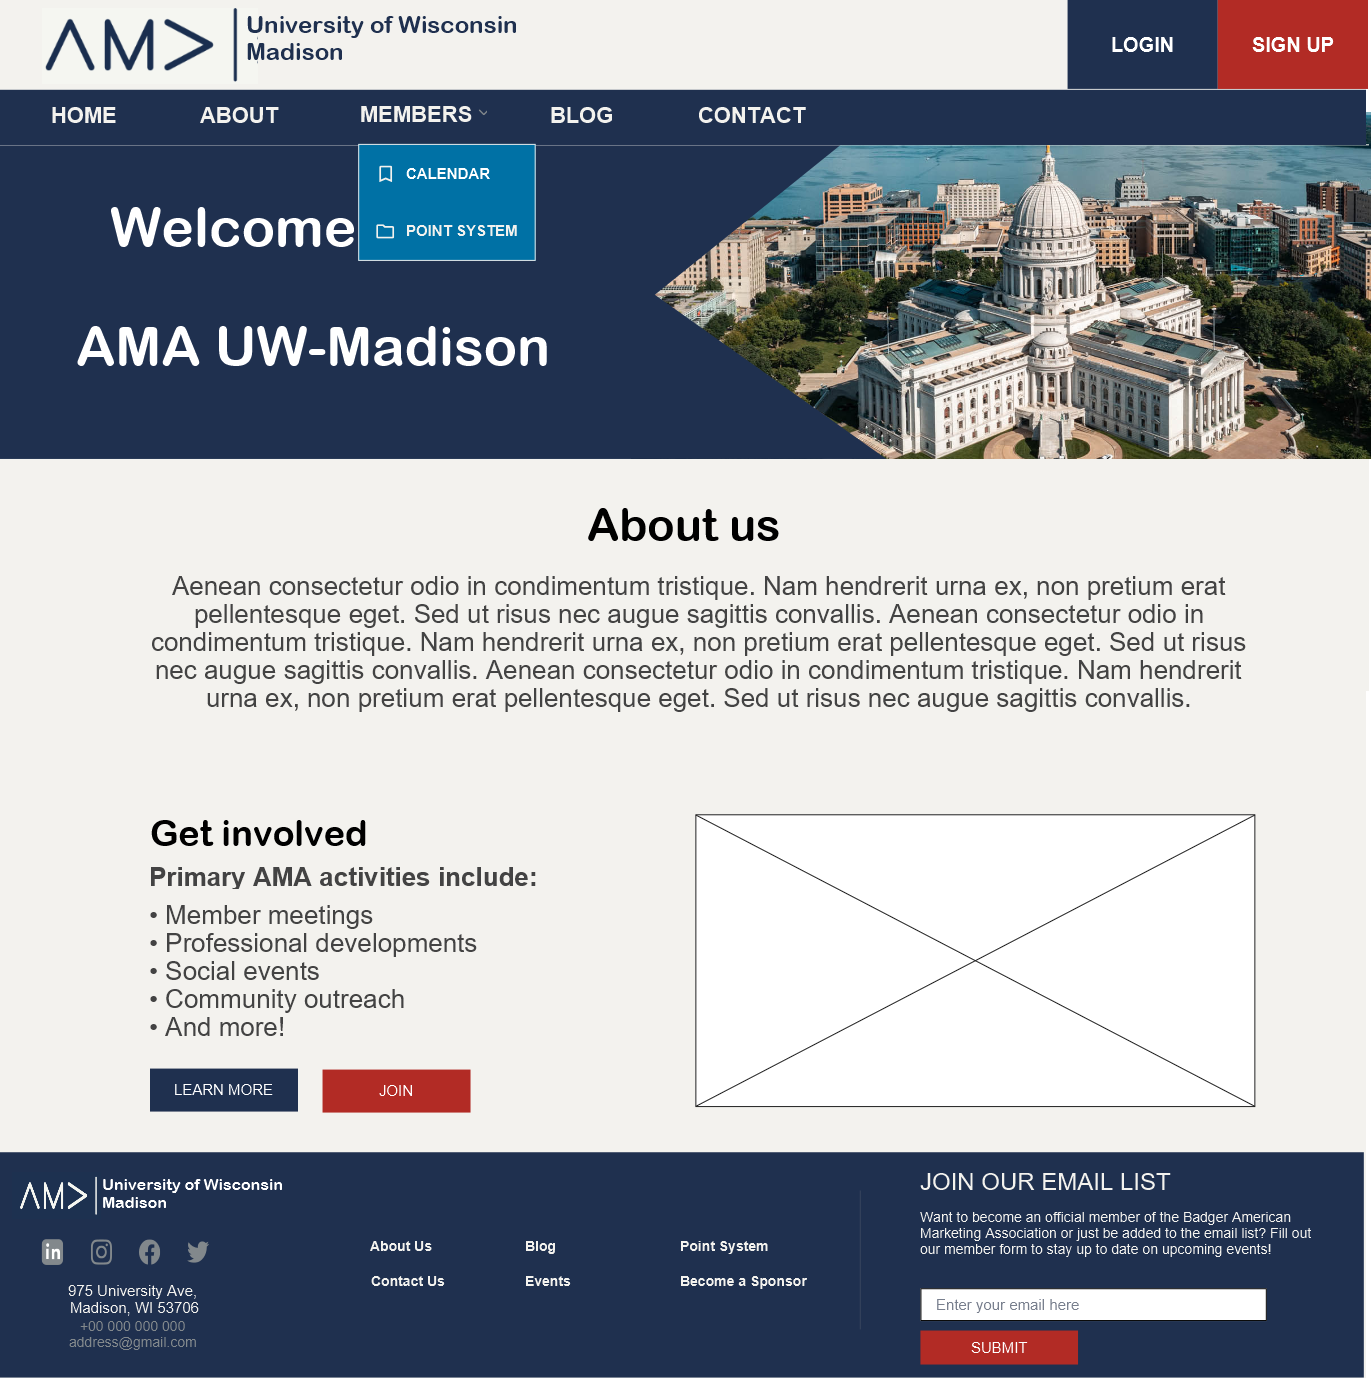 AMA
University of Wisconsin
Madison
LOGIN
SIGN UP
HOME
ABOUT
MEMBERS
BLOG
CONTACT
CALENDAR
POINT SYSTEM
Welcome
AMA UW-Madison
About us
Aenean consectetur odio in condimentum tristique. Nam hendrerit urna ex, non pretium erat
pellentesque eget. Sed ut risus nec augue sagittis convallis. Aenean consectetur odio in
condimentum tristique. Nam hendrerit urna ex, non pretium erat pellentesque eget. Sed ut risus
nec augue sagittis convallis. Aenean consectetur odio in condimentum tristique. Nam hendrerit
urna ex, non pretium erat pellentesque eget. Sed ut risus nec augue sagittis convallis.
Get involved
Primary AMA activities include:
• Member meetings
• Professional developments
• Social events
• Community outreach
• And more!
LEARN MORE
JOIN
AMA
University of Wisconsin
Madison
in
975 University Ave,
Madison, WI 53706
+00 000 000 000
address@gmail.com
About Us
Blog
Point System
Contact Us
Events
Become a Sponsor
JOIN OUR EMAIL LIST
Want to become an official member of the Badger American
Marketing Association or just be added to the email list? Fill out
our member form to stay up to date on upcoming events!
Enter your email here
SUBMIT